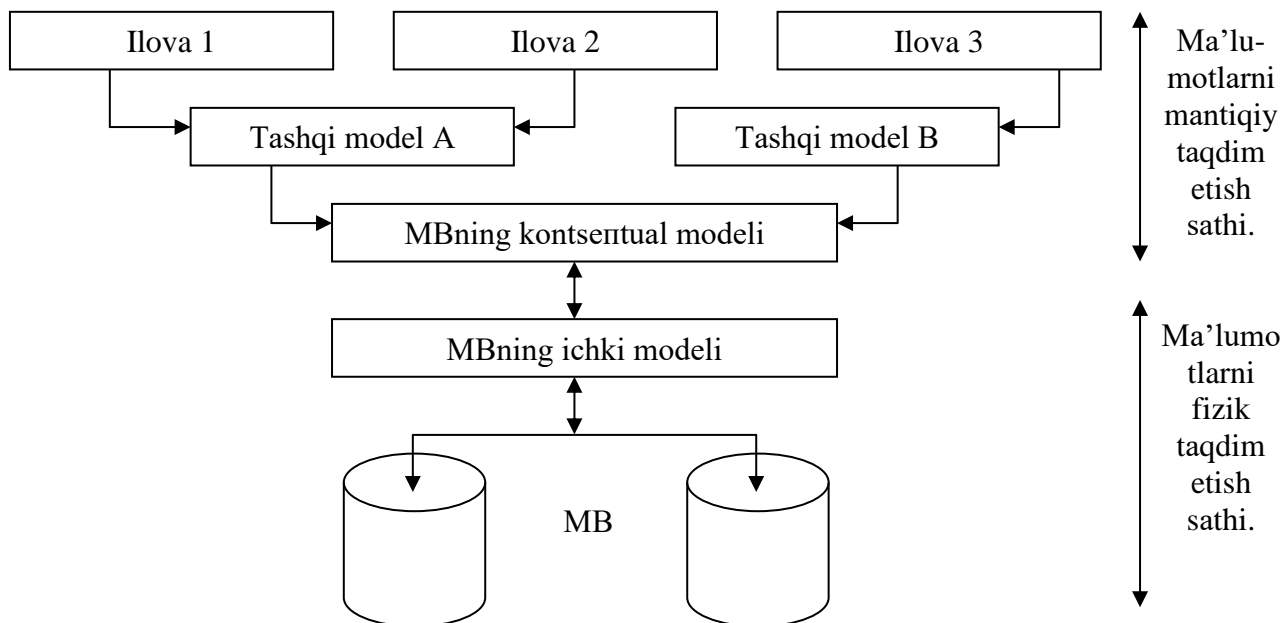 Ilova 1
Ilova 2
Ilova 3
Tashqi model A
Tashqi model B
MBning kontseптual modeli
MBning ichki modeli
MB
Ma’lu-
motlarni
mantiqiy
taqdim
etish
sathi.
Ma’lumo
tlarni
fizik
taqdim
etish
sathi.